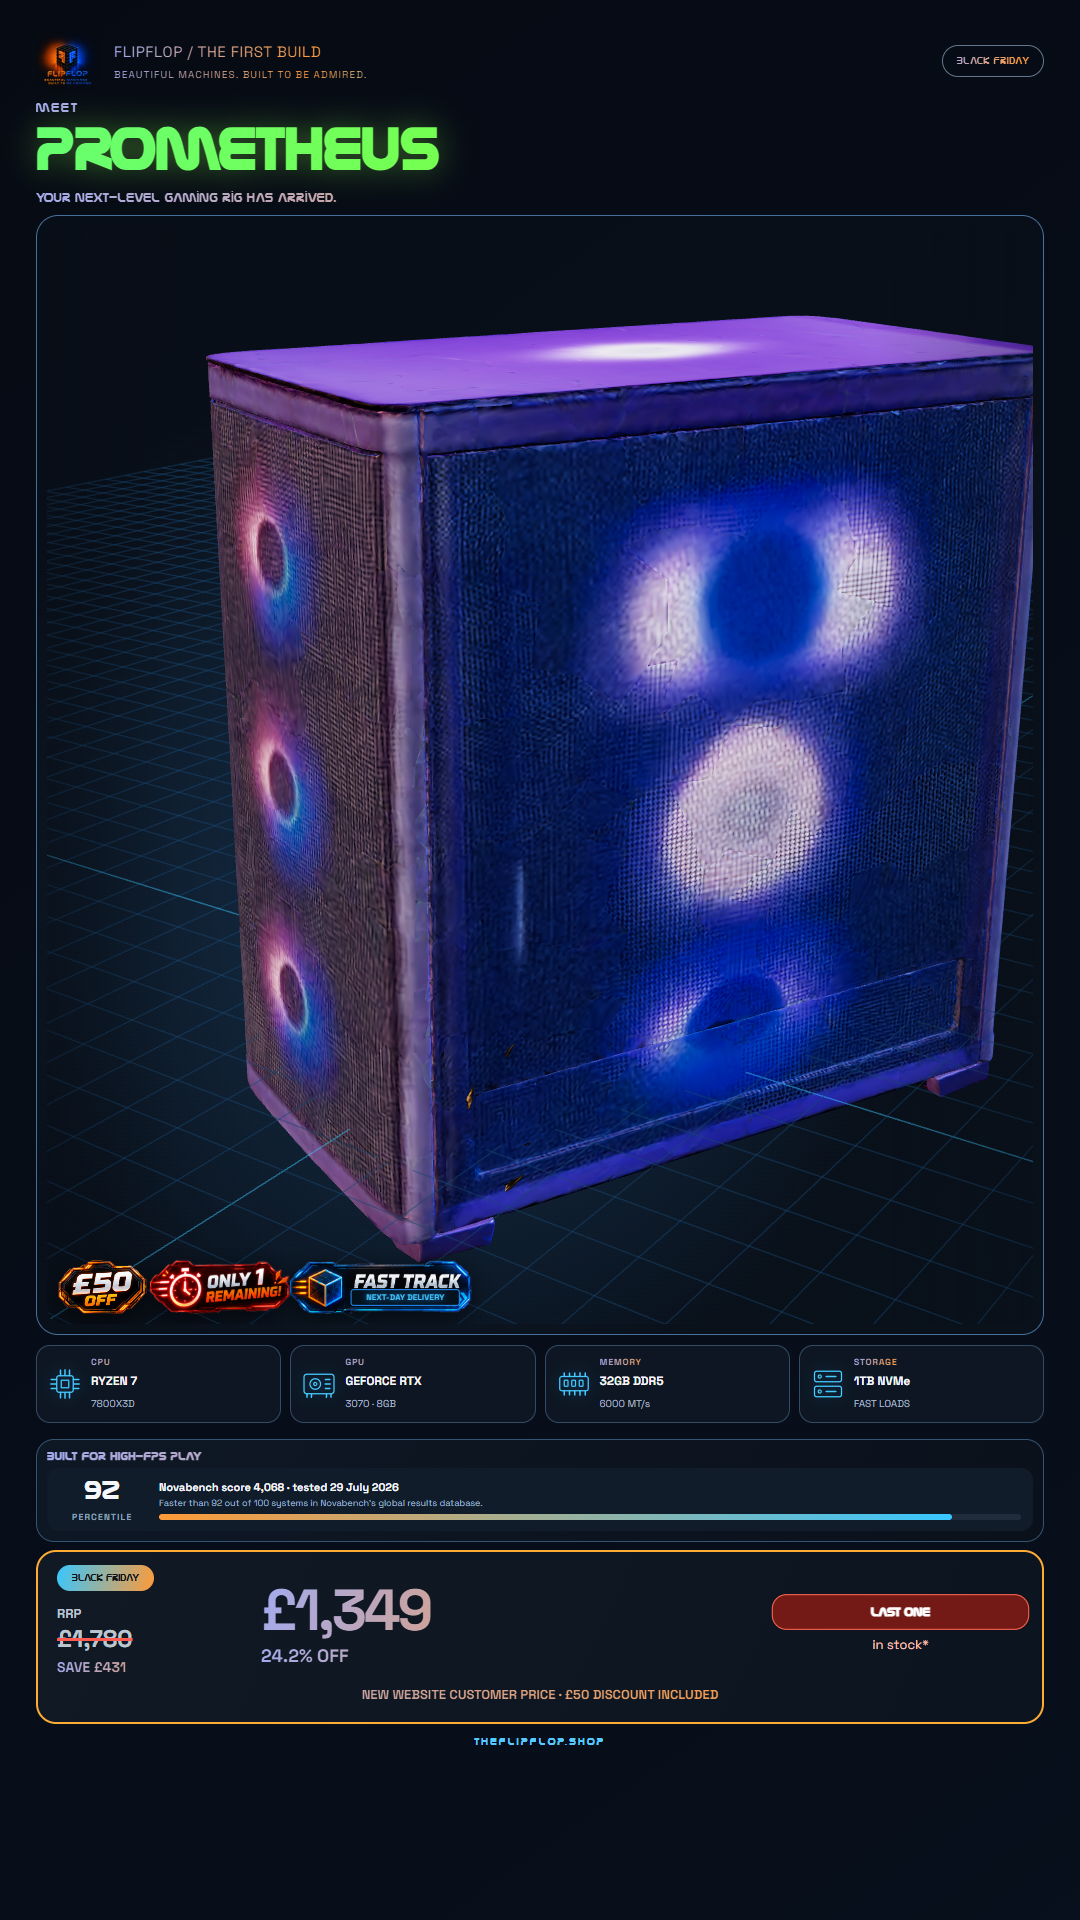 FLIPFLOP
FLIPFLOP / THE FIRST BUILD
BEAUTIFUL MACHINES. BUILT TO BE ADMIRED.
BLACK FRIDAY
MEET
PROMETHEUS
YOUR NEXT-LEVEL GAMING RIG HAS ARRIVED.
£50 OFF
ONLY 1 REMAINING!
FAST TRACK
NEXT-DAY DELIVERY
CPU
RYZEN 7
7800X3D
GPU
GEFORCE RTX
3070 · 8GB
MEMORY
32GB DDR5
6000 MT/s
STORAGE
1TB NVMe
FAST LOADS
BUILT FOR HIGH-FPS PLAY
92
PERCENTILE
Novabench score 4,068 · tested 29 July 2026
Faster than 92 out of 100 systems in Novabench's global results database.
BLACK FRIDAY
RRP
£1,780
SAVE £431
£1,349
24.2% OFF
LAST ONE
in stock*
NEW WEBSITE CUSTOMER PRICE · £50 DISCOUNT INCLUDED
THEFLIPFLOP.SHOP